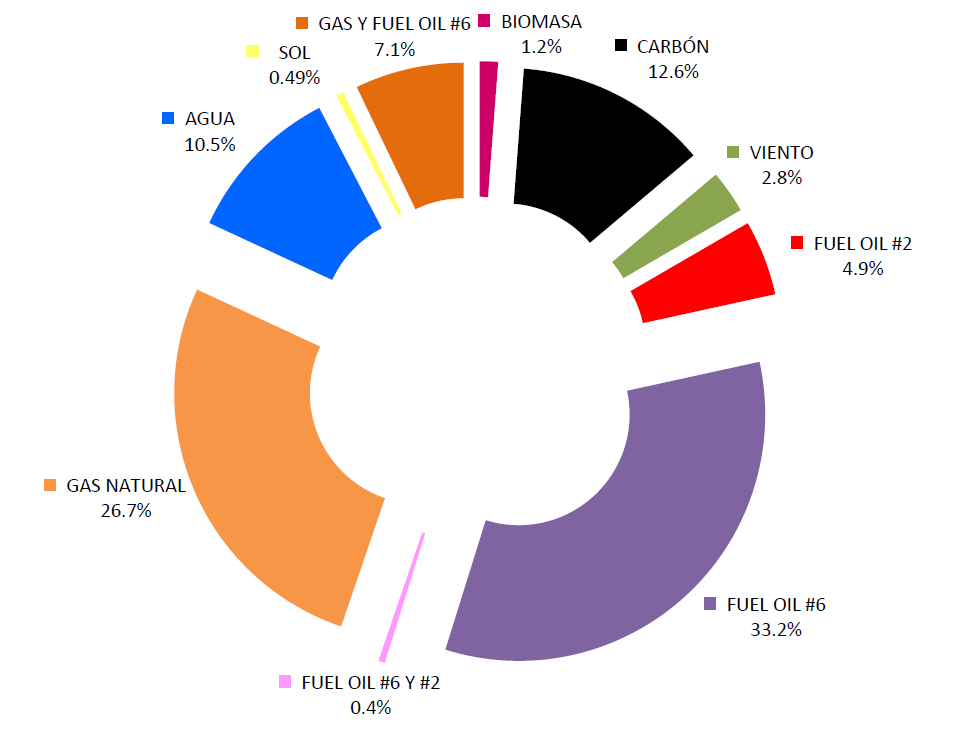 GAS Y FUEL OIL #6
7.1%
BIOMASA
1.2%
CARBÓN
12.6%
SOL
0.49%
AGUA
10.5%
VIENTO
2.8%
FUEL OIL #2
4.9%
GAS NATURAL
26.7%
FUEL OIL #6
33.2%
FUEL OIL #6 Y #2
0.4%